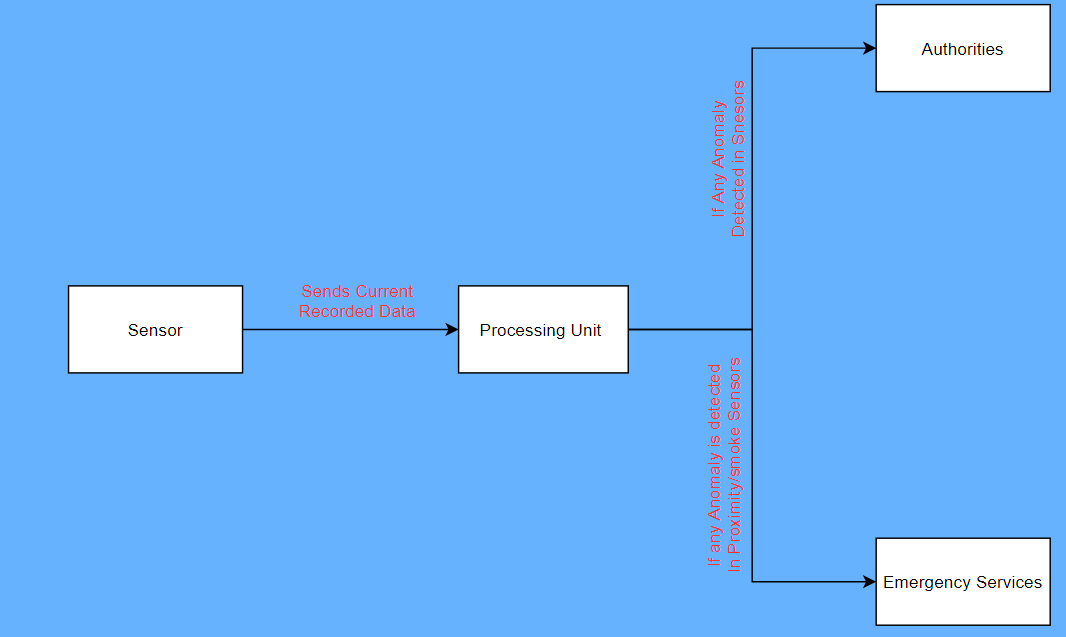 Authorities
If Any Anomaly
Detected in Snesors
Sends Current
Recorded Data
Sensor
Processing Unit
If any Anomaly is detected
In Proximity/smoke Sensors
Emergency Services